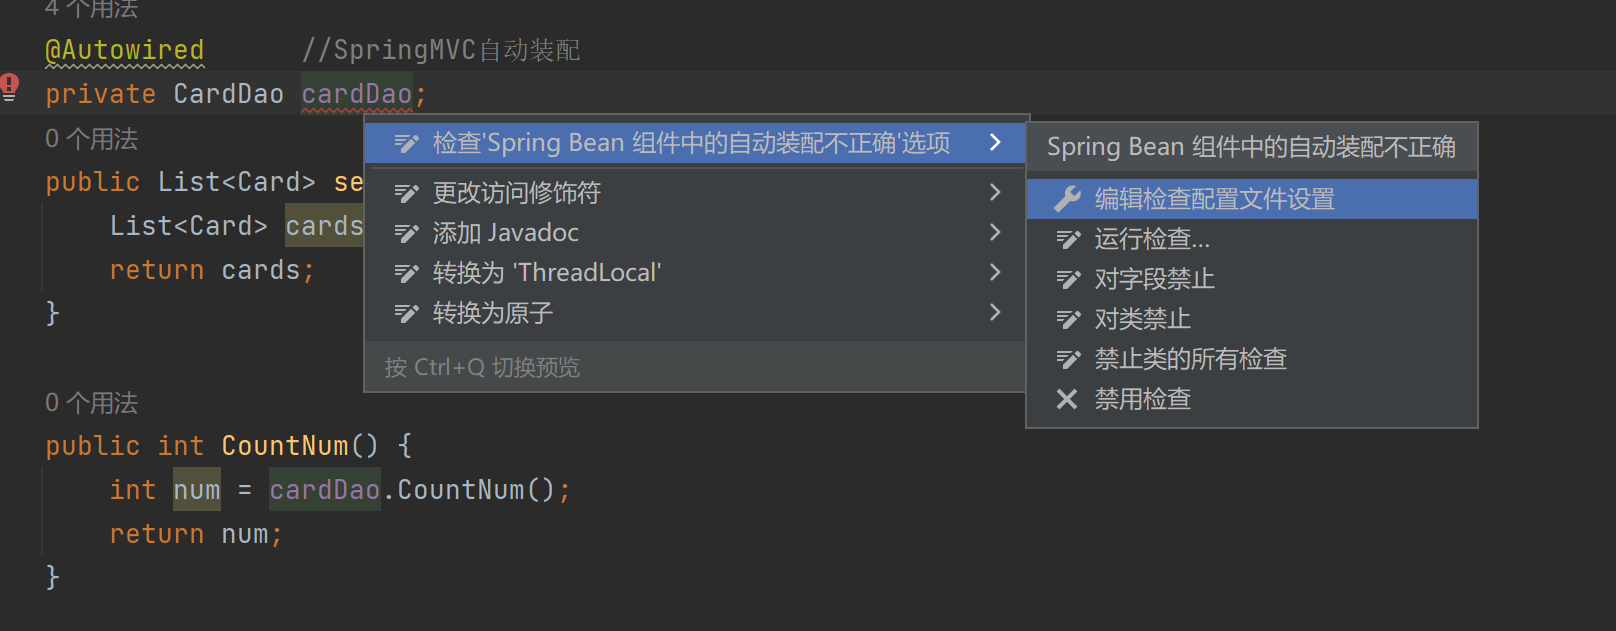 4 个用法
@Autowired //SpringMVC自动装配
private CardDao cardDao;
0 个用法
public List<Card> se
List<Card> cards
return cards;
}
检查'Spring Bean 组件中的自动装配不正确'选项
更改访问修饰符
添加 Javadoc
转换为 'ThreadLocal'
转换为原子
按 Ctrl+Q 切换预览
Spring Bean 组件中的自动装配不正确
编辑检查配置文件设置
运行检查...
对字段禁止
对类禁止
禁止类的所有检查
禁用检查
0 个用法
public int CountNum() {
int num = cardDao.CountNum();
return num;
}